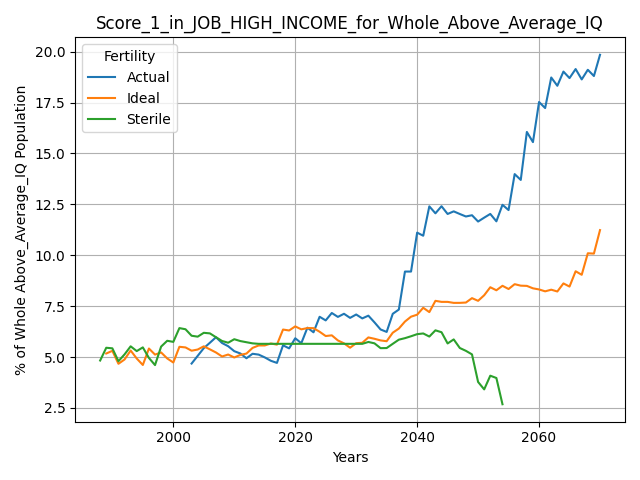 Score_1_in_JOB_HIGH_INCOME_for_Whole_Above_Average_IQ
% of Whole Above_Average_IQ Population
20.0
17.5
15.0
12.5
10.0
7.5
5.0
2.5
Fertility
Actual
Ideal
Sterile
2000
2020
2040
2060
Years